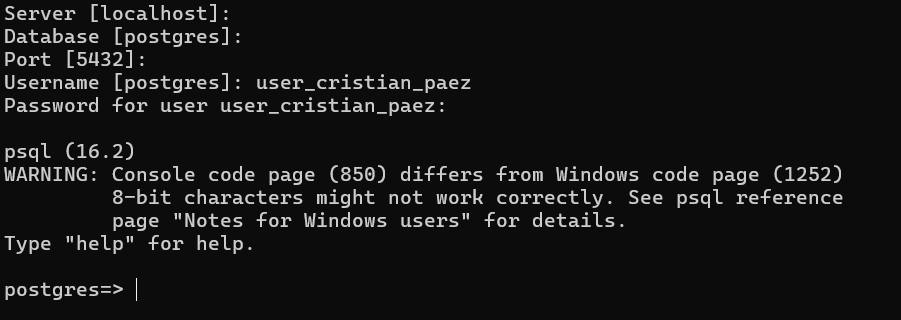 Server [localhost]:
Database [postgres]:
Port [5432]:
Username [postgres]: user_cristian_paez
Password for user user_cristian_paez:

psql (16.2)
WARNING: Console code page (850) differs from Windows code page (1252)
         8-bit characters might not work correctly. See psql reference
         page "Notes for Windows users" for details.
Type "help" for help.

postgres=>